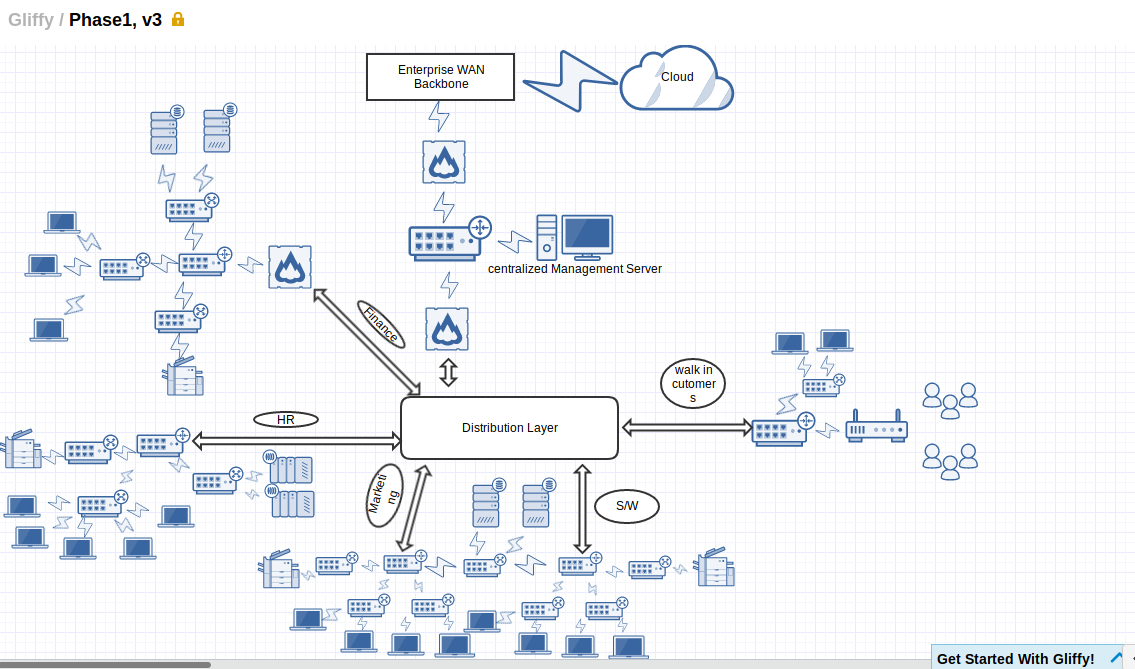 Gliffy / Phase1, v3
Enterprise WAN
Backbone
Cloud
centralized Management Server
Finance
walk in
cutomer
s
HR
Distribution Layer
Marketi
ng
S/W
Get Started With Gliffy!